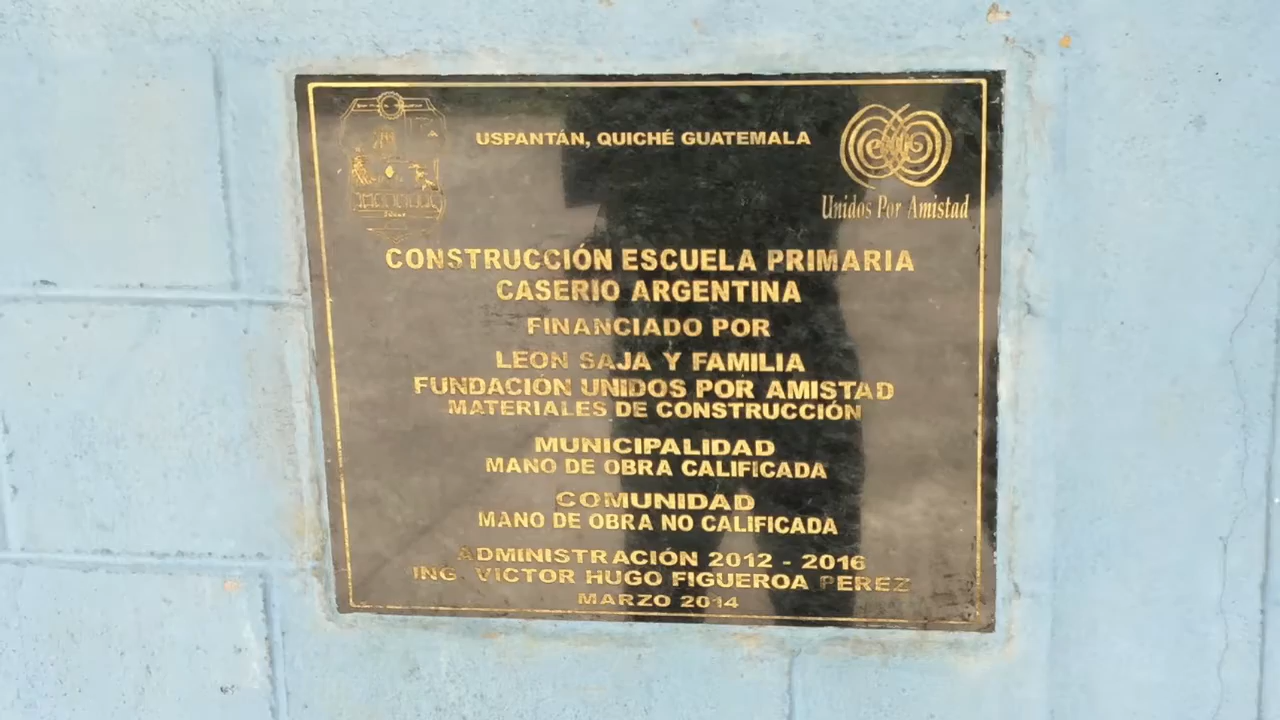 USPANTÁN, QUICHÉ GUATEMALA
Unidos Por Amistad
CONSTRUCCIÓN ESCUELA PRIMARIA
CASERIO ARGENTINA
FINANCIADO POR
LEON SAJA Y FAMILIA
FUNDACIÓN UNIDOS POR AMISTAD
MATERIALES DE CONSTRUCCIÓN
MUNICIPALIDAD
MANO DE OBRA CALIFICADA
COMUNIDAD
MANO DE OBRA NO CALIFICADA
ADMINISTRACIÓN 2012 - 2016
ING. VICTOR HUGO FIGUEROA PEREZ
MARZO 2014